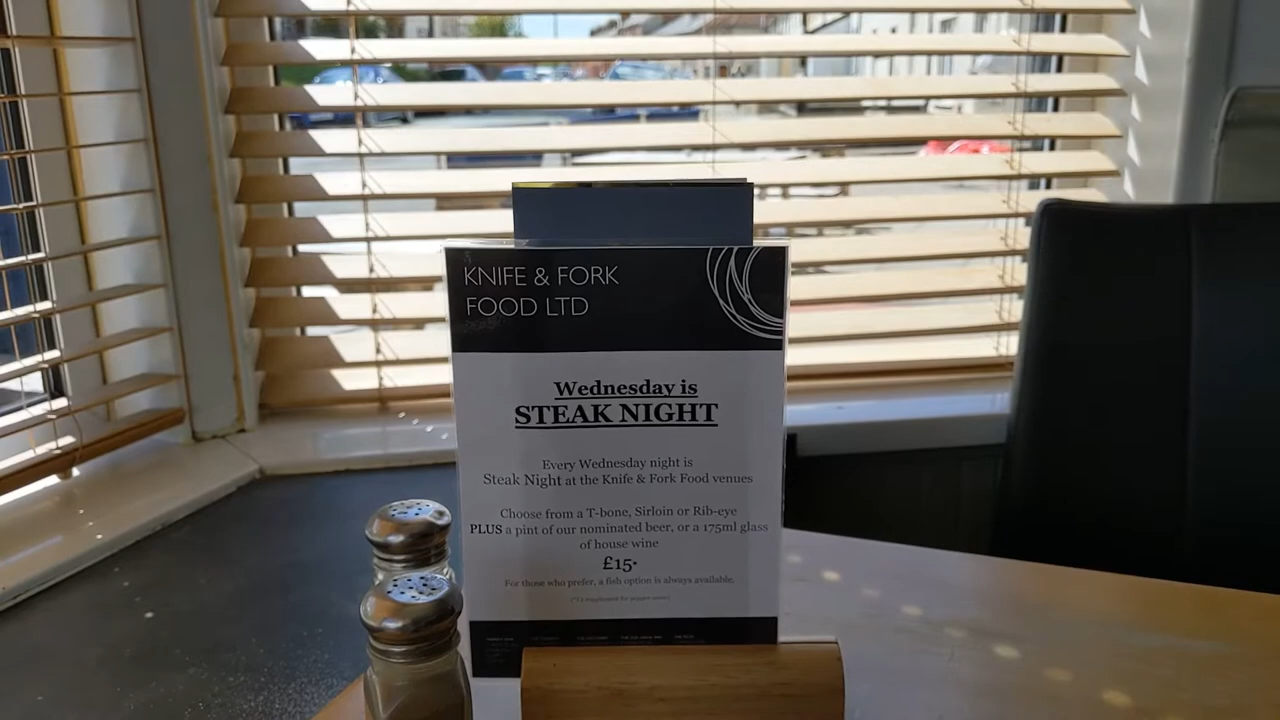 KNIFE & FORK
FOOD LTD
Wednesday is
STEAK NIGHT
Every Wednesday night is
Steak Night at the Knife & Fork Food venues
Choose from a T-bone, Sirloin or Rib-eye
PLUS a pint of our nominated beer, or a 175ml glass
of house wine
£15*
For those who prefer, a fish option is always available.